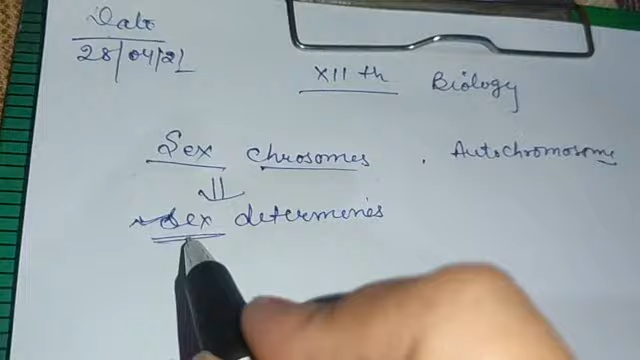 Date
28/04/21
XII th Biology
Sex chrosomes . Autochromosome
Sex determines